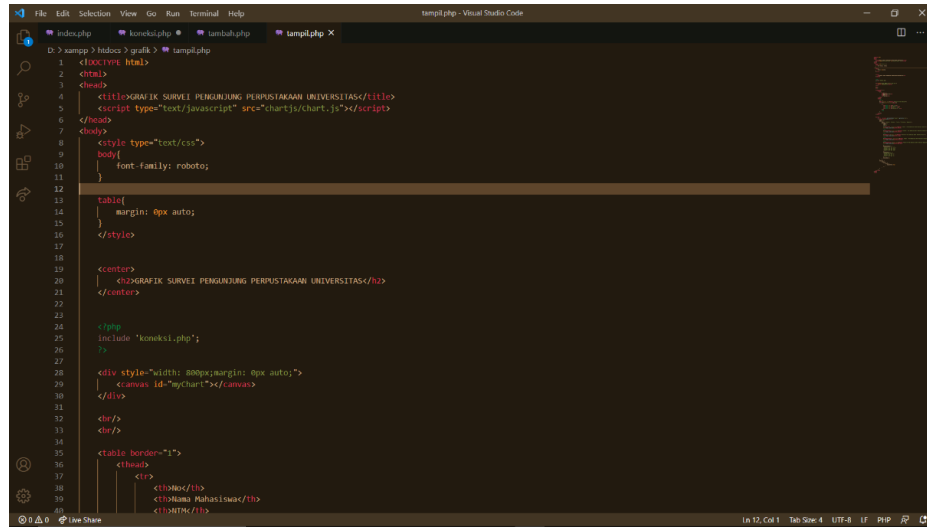 File Edit Selection View Go Run Terminal Help
tampil.php - Visual Studio Code
index.php koneksi.php tambah.php tampil.php
D: > xampp > htdocs > grafik > tampil.php
1 <!DOCTYPE html>
2 <html>
3 <head>
4 <title>GRAFIK SURVEI PENGUNJUNG PERPUSTAKAAN UNIVERSITAS</title>
5 <script type="text/javascript" src="chartjs/Chart.js"></script>
6 </head>
7 <body>
8 <style type="text/css">
9 body{
10 font-family: roboto;
11 }
12
13 table{
14 margin: 0px auto;
15 }
16 </style>
17
18
19 <center>
20 <h2>GRAFIK SURVEI PENGUNJUNG PERPUSTAKAAN UNIVERSITAS</h2>
21 </center>
22
23
24 <?php
25 include 'koneksi.php';
26 ?>
27
28 <div style="width: 800px;margin: 0px auto;">
29 <canvas id="myChart"></canvas>
30 </div>
31
32 <br/>
33 <br/>
34
35 <table border="1">
36 <thead>
37 <tr>
38 <th>No</th>
39 <th>Nama Mahasiswa</th>
40 <th>NIM</th>
0 0 Live Share
Ln 12, Col 1 Tab Size: 4 UTF-8 LF PHP